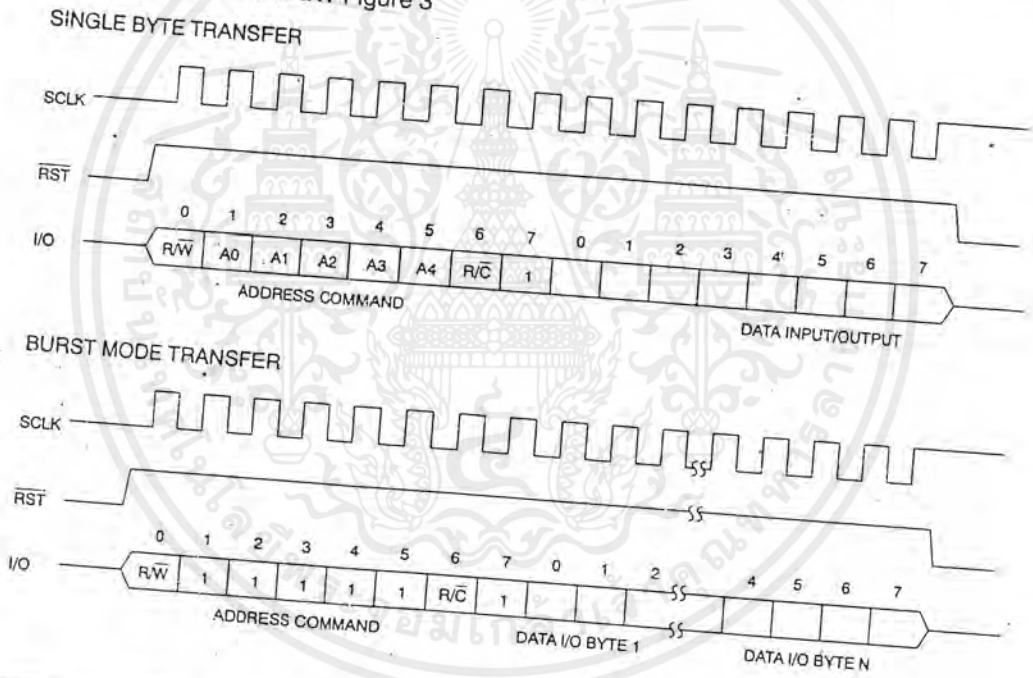 Figure 3
SINGLE BYTE TRANSFER
SCLK
R̅S̅T̅
0 1 2 3 4 5 6 7 0 1 2 3 4 5 6 7
I/O R/W̅ A0 A1 A2 A3 A4 R/C̅ 1
ADDRESS COMMAND DATA INPUT/OUTPUT
BURST MODE TRANSFER
SCLK
R̅S̅T̅
0 1 2 3 4 5 6 7 0 1 2 4 5 6 7
I/O R/W̅ 1 1 1 1 1 R/C̅ 1
ADDRESS COMMAND DATA I/O BYTE 1 DATA I/O BYTE N